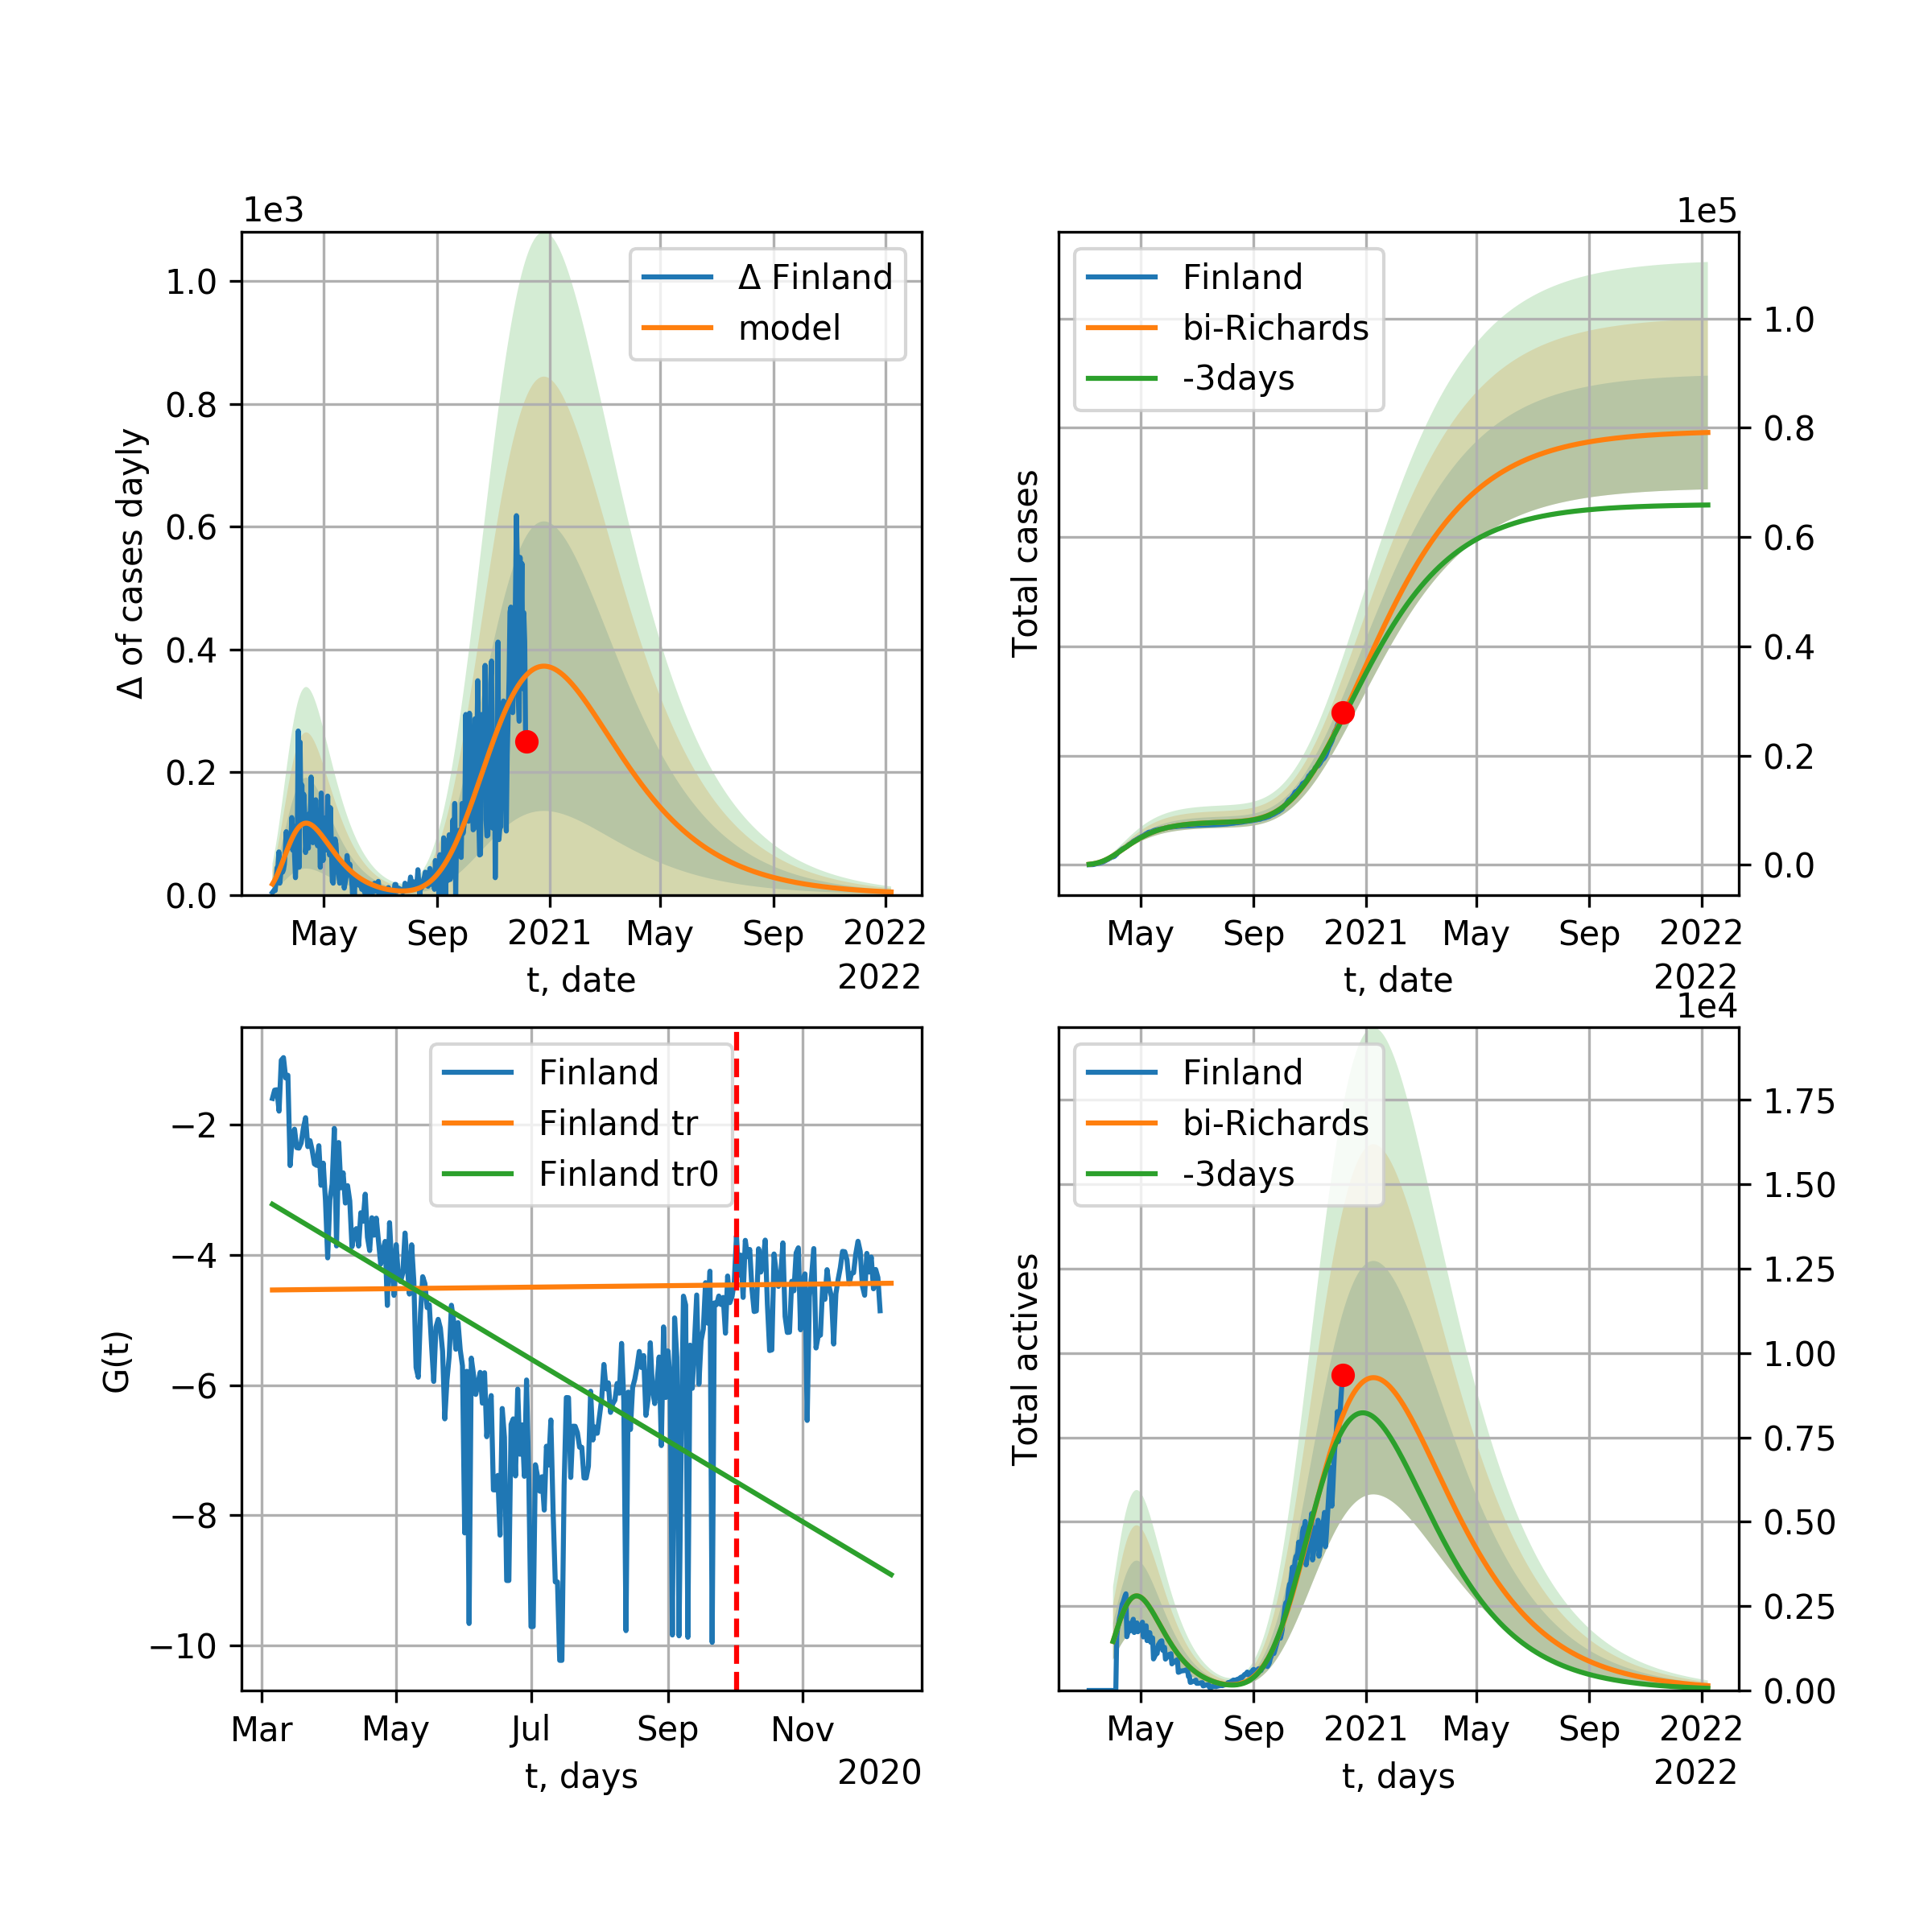 1e3
Δ of cases dayly
1.0
0.8
0.6
0.4
0.2
0.0
Δ Finland
model
May Sep 2021 May Sep 2022
t, date 2022
1e5
Total cases
Finland
bi-Richards
-3days
1.0
0.8
0.6
0.4
0.2
0.0
May Sep 2021 May Sep 2022
t, date 2022
G(t)
−2
−4
−6
−8
−10
Finland
Finland tr
Finland tr0
Mar May Jul Sep Nov
t, days 2020
1e4
Total actives
Finland
bi-Richards
-3days
1.75
1.50
1.25
1.00
0.75
0.50
0.25
0.00
May Sep 2021 May Sep 2022
t, days 2022